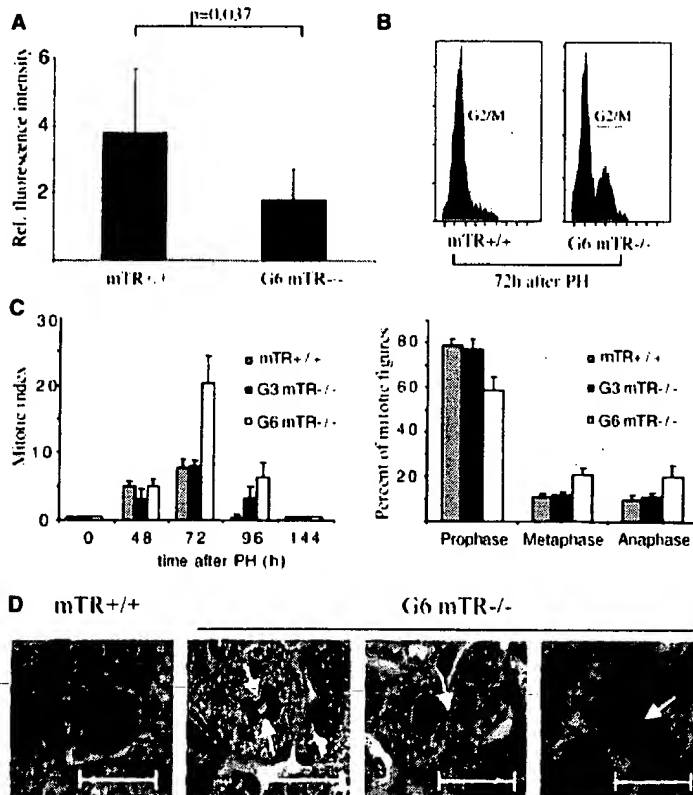 A
p=0.037
Rel. fluorescence intensity
6
4
2
mTR+/+
G6 mTR-/-
B
G2/M
G2/M
mTR+/+
G6 mTR-/-
72h after PH
C
Mitotic index
30
20
10
0
mTR+/+
G3 mTR-/-
G6 mTR-/-
0 48 72 96 144
time after PH (h)
Percent of mitotic figures
80
60
40
20
mTR+/+
G3 mTR-/-
G6 mTR-/-
Prophase Metaphase Anaphase
D
mTR+/+
G6 mTR-/-